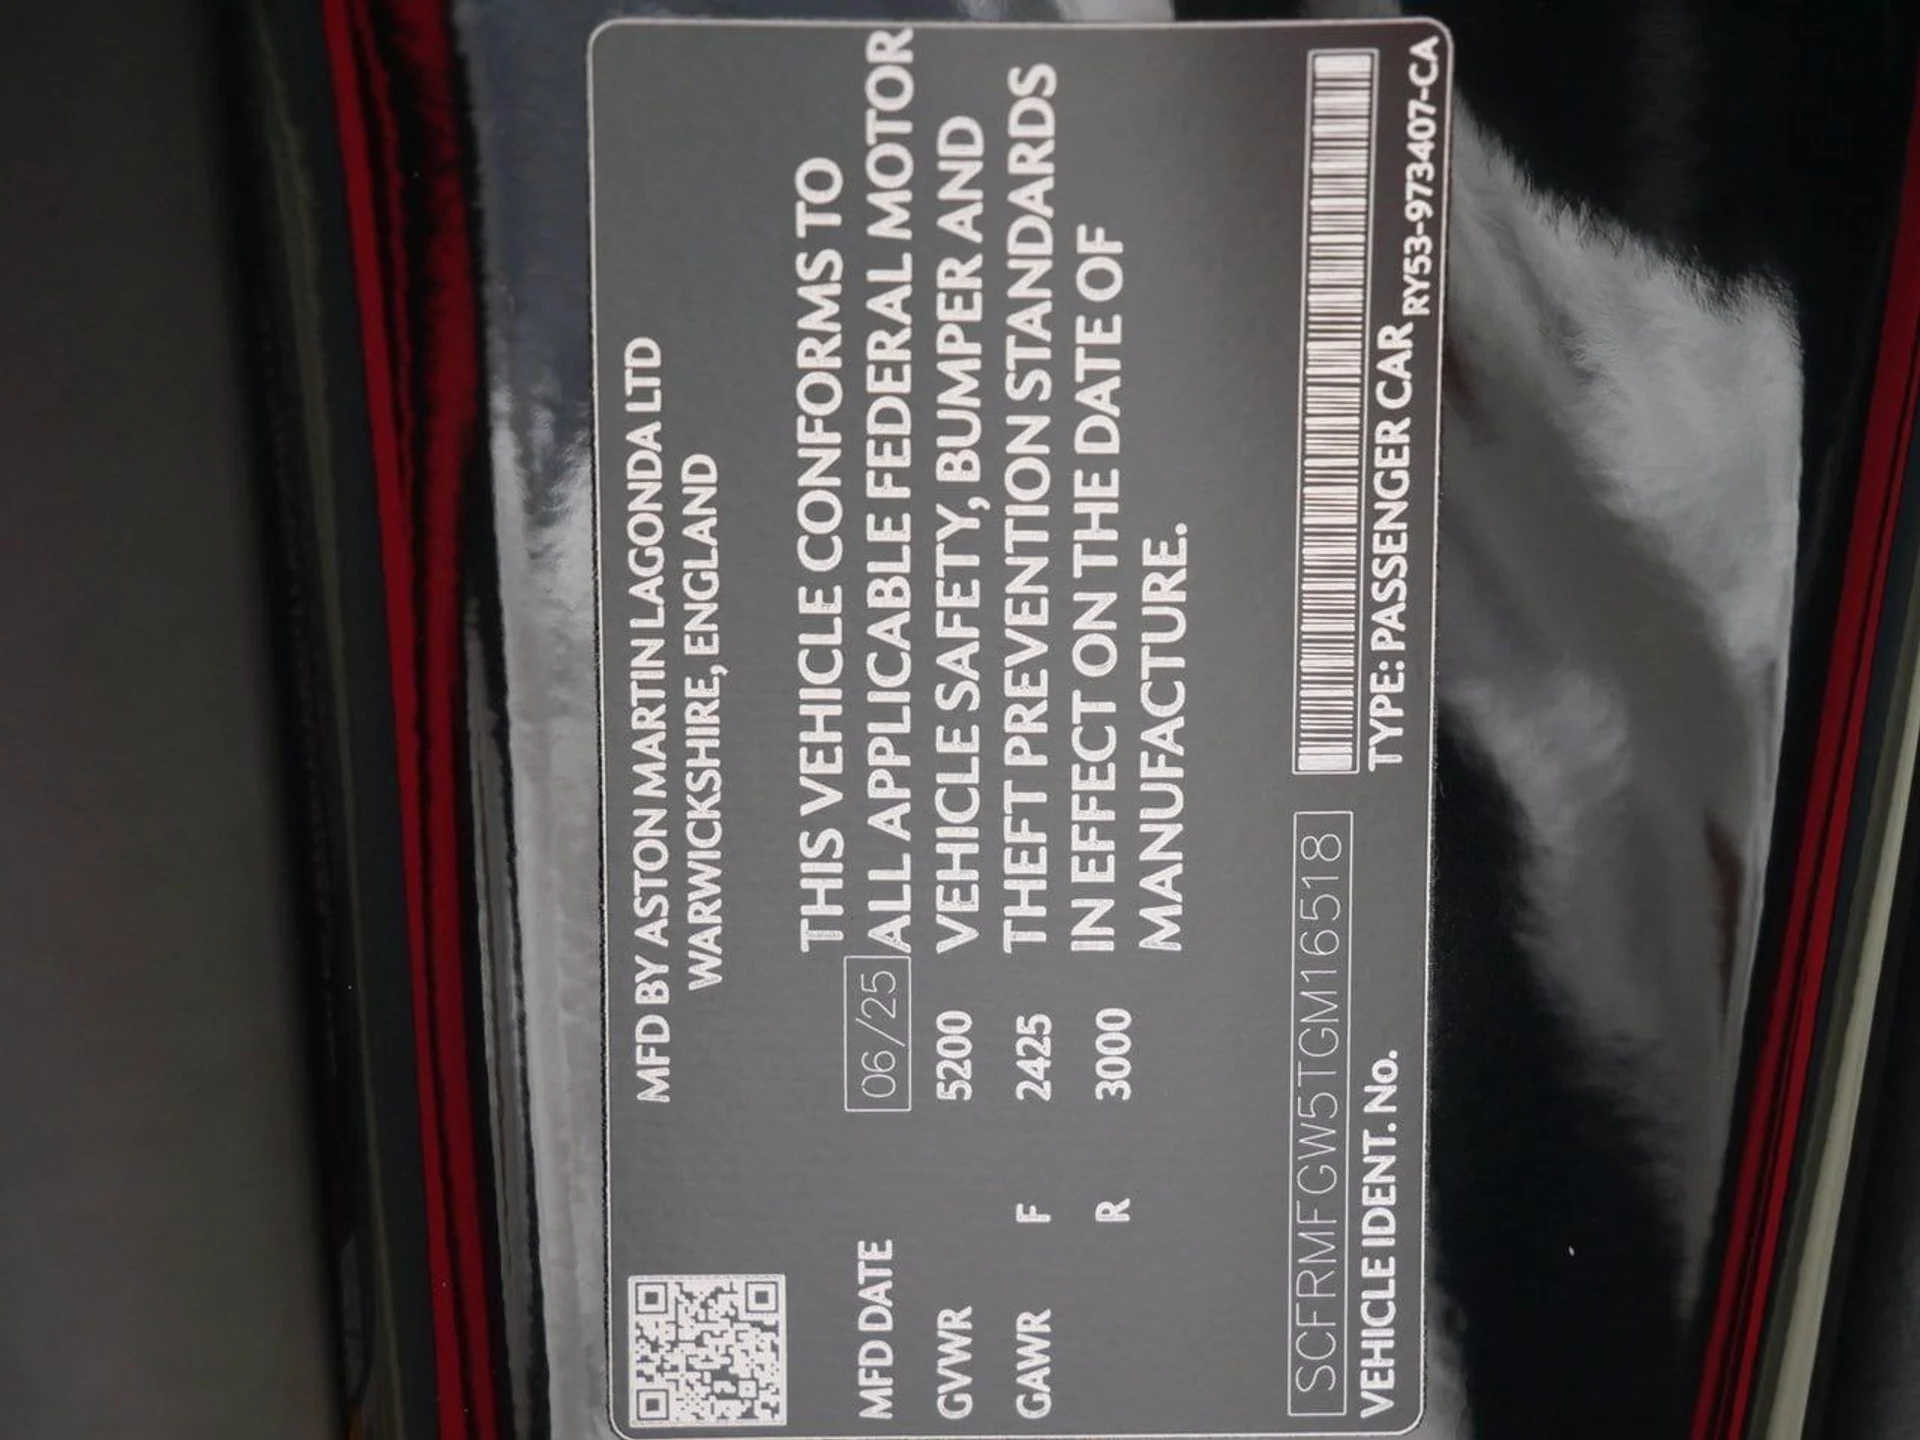 MFD BY ASTON MARTIN LAGONDA LTD
WARWICKSHIRE, ENGLAND
MFD DATE 06/25
GVWR 5200
GAWR F 2425
R 3000
THIS VEHICLE CONFORMS TO
ALL APPLICABLE FEDERAL MOTOR
VEHICLE SAFETY, BUMPER AND
THEFT PREVENTION STANDARDS
IN EFFECT ON THE DATE OF
MANUFACTURE.
SCFRMFGW5TGM16518
VEHICLE IDENT. No.
TYPE: PASSENGER CAR
RY53-973407-CA